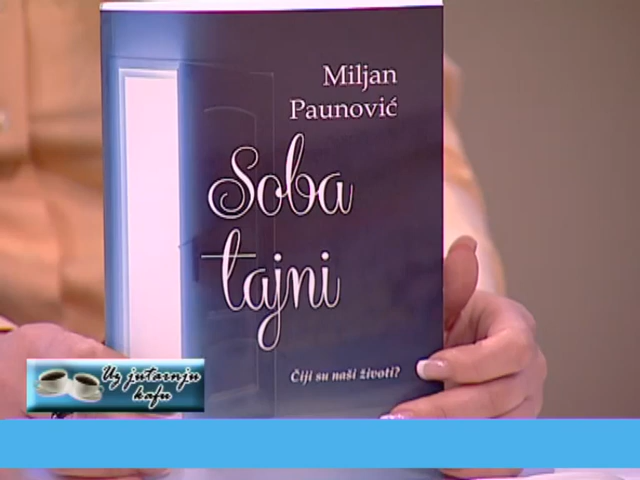 Miljan
Paunović
Soba
tajni
Čiji su naši životi?
Uz jutarnju
kafu